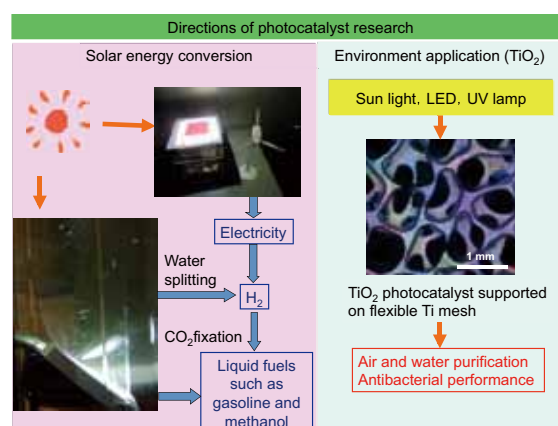 Directions of photocatalyst research
Solar energy conversion
Electricity
Water
splitting
H₂
CO₂fixation
Liquid fuels
such as
gasoline and
methanol
Environment application (TiO₂)
Sun light, LED, UV lamp
1 mm
TiO₂ photocatalyst supported
on flexible Ti mesh
Air and water purification
Antibacterial performance